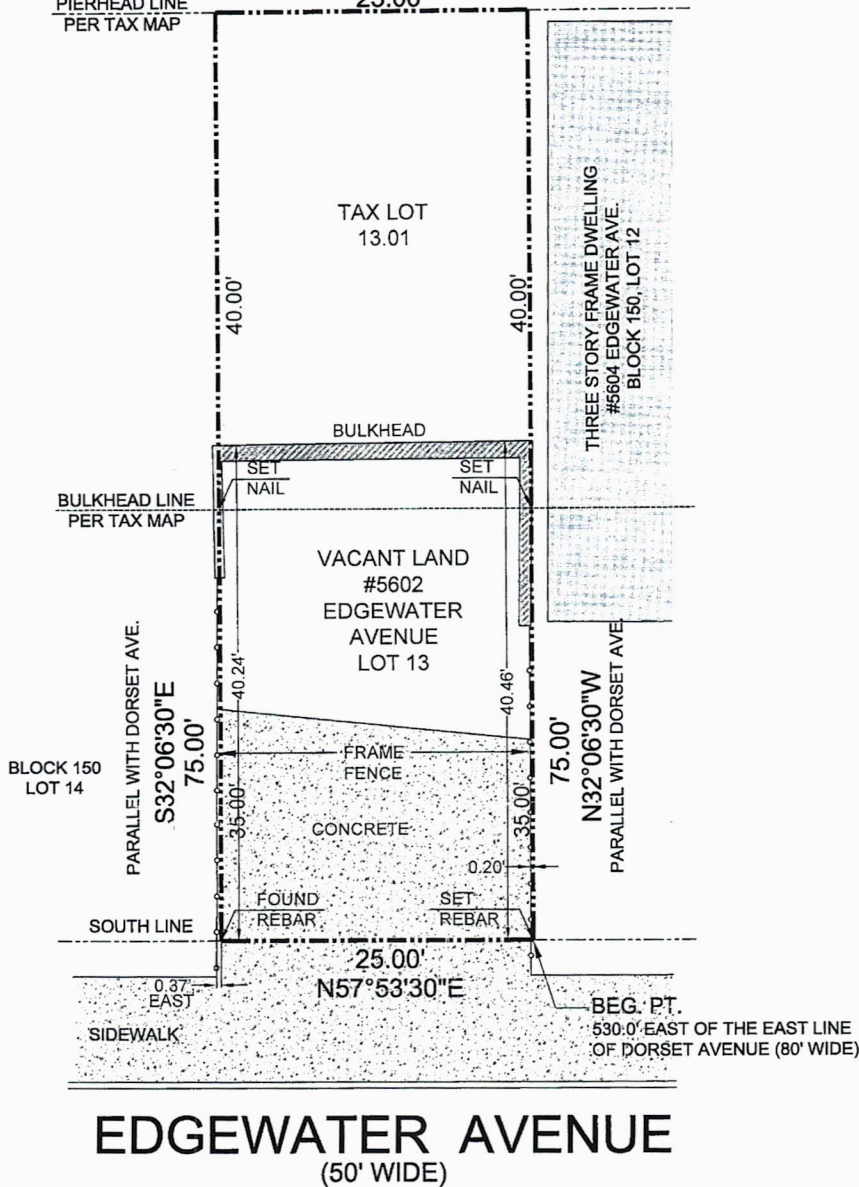 PIERHEAD LINE
PER TAX MAP
25.00'
TAX LOT
13.01
40.00'
40.00'
THREE STORY FRAME DWELLING
#5604 EDGEWATER AVE.
BLOCK 150, LOT 12
BULKHEAD
SET
NAIL
SET
NAIL
BULKHEAD LINE
PER TAX MAP
VACANT LAND
#5602
EDGEWATER
AVENUE
LOT 13
40.24'
40.46'
PARALLEL WITH DORSET AVE.
S32°06'30"E
75.00'
75.00'
N32°06'30"W
PARALLEL WITH DORSET AVE.
BLOCK 150
LOT 14
FRAME
FENCE
35.00'
35.00'
CONCRETE
0.20'
FOUND
REBAR
SET
REBAR
SOUTH LINE
25.00'
N57°53'30"E
0.37'
EAST
SIDEWALK
BEG. PT.
530.0' EAST OF THE EAST LINE
OF DORSET AVENUE (80' WIDE)
EDGEWATER AVENUE
(50' WIDE)